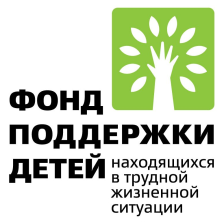 ФОНД
ПОДДЕРЖКИ
ДЕТЕЙ
находящихся
в трудной
жизненной
ситуации